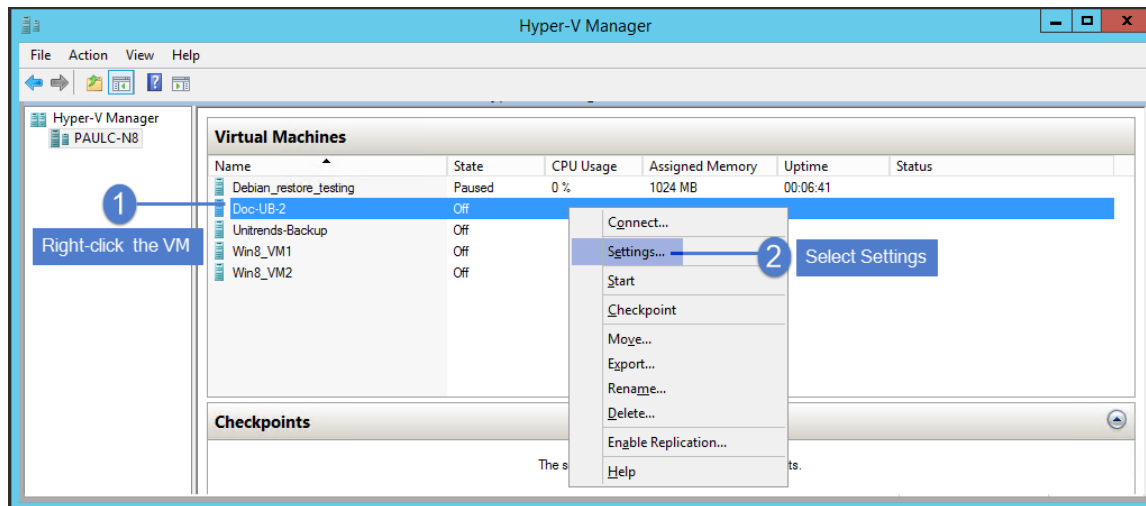 Hyper-V Manager
File Action View Help
Hyper-V Manager
PAULC-N8
Virtual Machines
Name State CPU Usage Assigned Memory Uptime Status
Debian_restore_testing Paused 0 % 1024 MB 00:06:41
Doc-UB-2 Off
Unitrends-Backup Off
Win8_VM1 Off
Win8_VM2 Off
1
Right-click the VM
Connect...
Settings...
2
Select Settings
Start
Checkpoint
Move...
Export...
Rename...
Delete...
Enable Replication...
Help
Checkpoints
The s
ts.